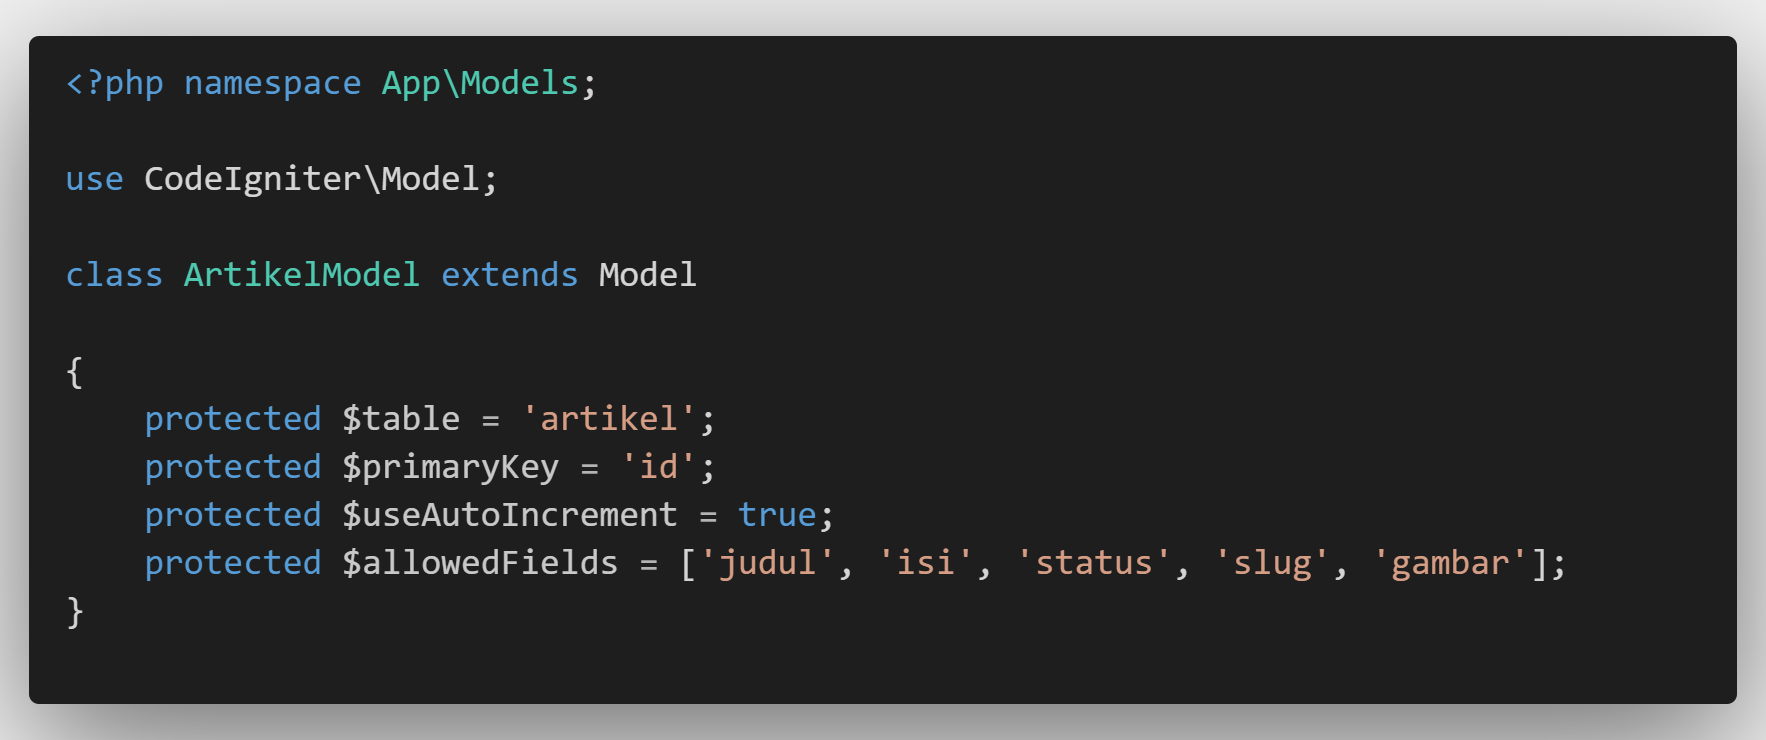 <?php namespace App\Models;
use CodeIgniter\Model;
class ArtikelModel extends Model
{
    protected $table = 'artikel';
    protected $primaryKey = 'id';
    protected $useAutoIncrement = true;
    protected $allowedFields = ['judul', 'isi', 'status', 'slug', 'gambar'];
}